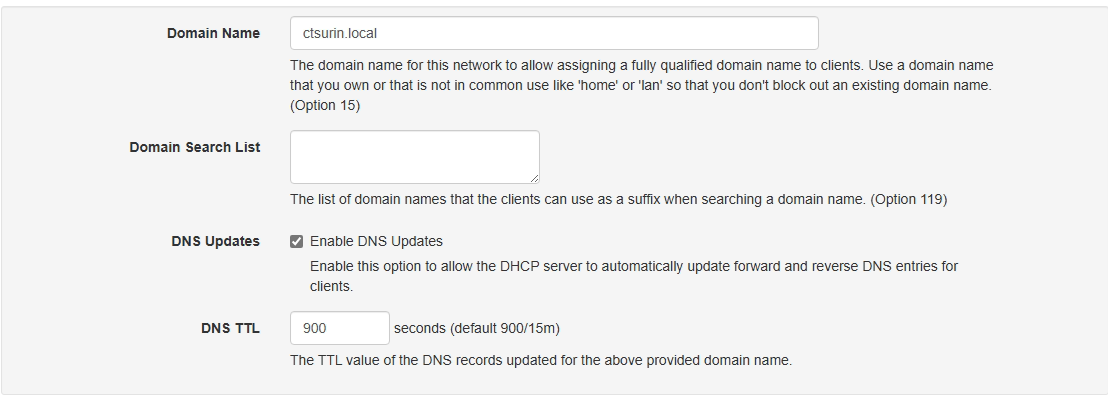 Domain Name
ctsurin.local
The domain name for this network to allow assigning a fully qualified domain name to clients. Use a domain name
that you own or that is not in common use like 'home' or 'lan' so that you don't block out an existing domain name.
(Option 15)
Domain Search List
The list of domain names that the clients can use as a suffix when searching a domain name. (Option 119)
DNS Updates
Enable DNS Updates
Enable this option to allow the DHCP server to automatically update forward and reverse DNS entries for
clients.
DNS TTL
900
seconds (default 900/15m)
The TTL value of the DNS records updated for the above provided domain name.